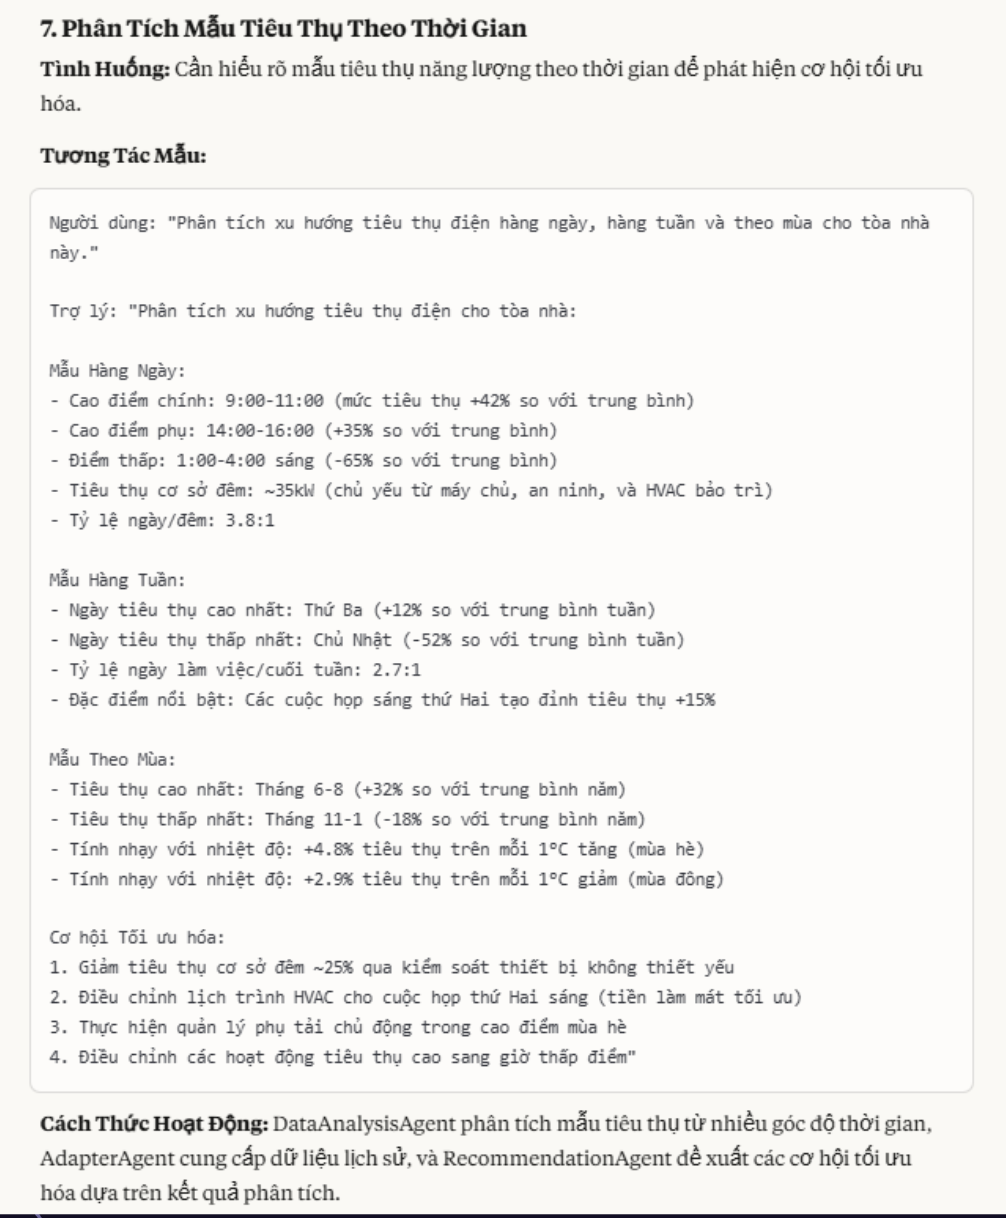 7. Phân Tích Mẫu Tiêu Thụ Theo Thời Gian
Tình Huống: Cần hiểu rõ mẫu tiêu thụ năng lượng theo thời gian để phát hiện cơ hội tối ưu
hóa.
Tương Tác Mẫu:
Người dùng: "Phân tích xu hướng tiêu thụ điện hàng ngày, hàng tuần và theo mùa cho tòa nhà
này."
Trợ lý: "Phân tích xu hướng tiêu thụ điện cho tòa nhà:
Mẫu Hàng Ngày:
- Cao điểm chính: 9:00-11:00 (mức tiêu thụ +42% so với trung bình)
- Cao điểm phụ: 14:00-16:00 (+35% so với trung bình)
- Điểm thấp: 1:00-4:00 sáng (-65% so với trung bình)
- Tiêu thụ cơ sở đêm: ~35kW (chủ yếu từ máy chủ, an ninh, và HVAC bảo trì)
- Tỷ lệ ngày/đêm: 3.8:1
Mẫu Hàng Tuần:
- Ngày tiêu thụ cao nhất: Thứ Ba (+12% so với trung bình tuần)
- Ngày tiêu thụ thấp nhất: Chủ Nhật (-52% so với trung bình tuần)
- Tỷ lệ ngày làm việc/cuối tuần: 2.7:1
- Đặc điểm nổi bật: Các cuộc họp sáng thứ Hai tạo đỉnh tiêu thụ +15%
Mẫu Theo Mùa:
- Tiêu thụ cao nhất: Tháng 6-8 (+32% so với trung bình năm)
- Tiêu thụ thấp nhất: Tháng 11-1 (-18% so với trung bình năm)
- Tính nhạy với nhiệt độ: +4.8% tiêu thụ trên mỗi 1°C tăng (mùa hè)
- Tính nhạy với nhiệt độ: +2.9% tiêu thụ trên mỗi 1°C giảm (mùa đông)
Cơ hội Tối ưu hóa:
1. Giảm tiêu thụ cơ sở đêm ~25% qua kiểm soát thiết bị không thiết yếu
2. Điều chỉnh lịch trình HVAC cho cuộc họp thứ Hai sáng (tiền làm mát tối ưu)
3. Thực hiện quản lý phụ tải chủ động trong cao điểm mùa hè
4. Điều chỉnh các hoạt động tiêu thụ cao sang giờ thấp điểm"
Cách Thức Hoạt Động: DataAnalysisAgent phân tích mẫu tiêu thụ từ nhiều góc độ thời gian,
AdapterAgent cung cấp dữ liệu lịch sử, và RecommendationAgent đề xuất các cơ hội tối ưu
hóa dựa trên kết quả phân tích.